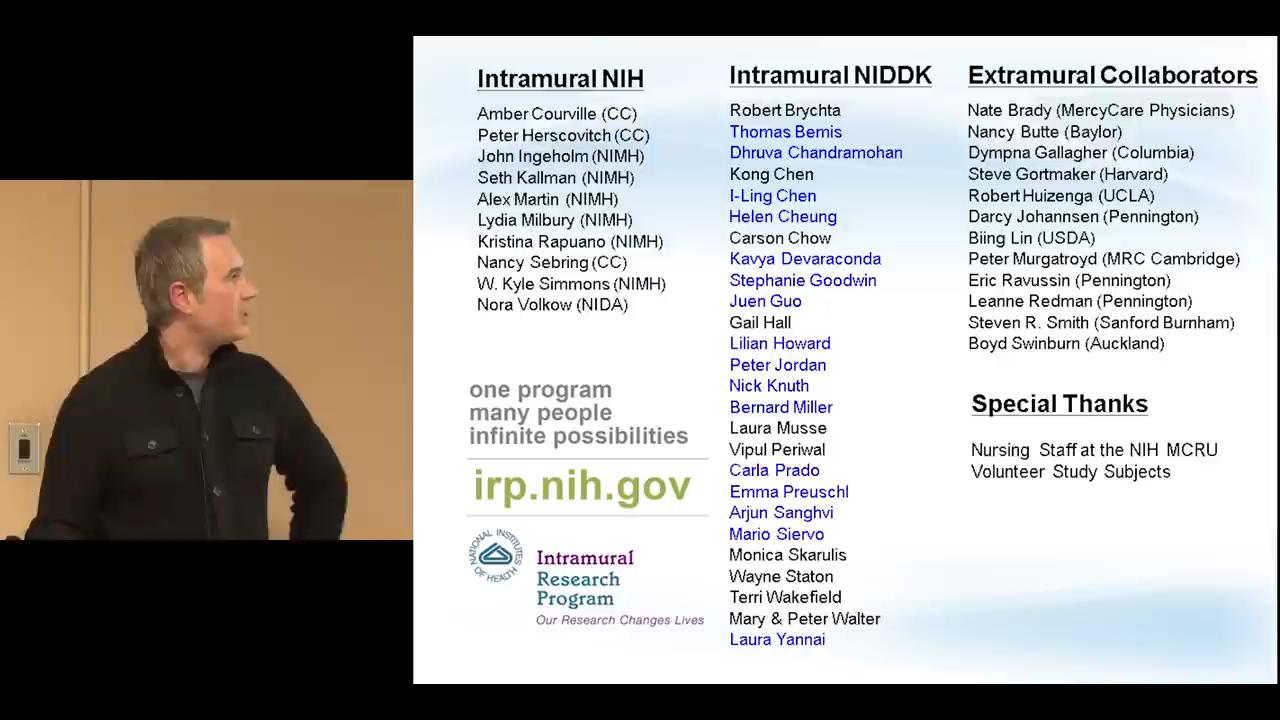 Intramural NIH
Amber Courville (CC)
Peter Herscovitch (CC)
John Ingeholm (NIMH)
Seth Kallman (NIMH)
Alex Martin (NIMH)
Lydia Milbury (NIMH)
Kristina Rapuano (NIMH)
Nancy Sebring (CC)
W. Kyle Simmons (NIMH)
Nora Volkow (NIDA)
one program
many people
infinite possibilities
irp.nih.gov
NATIONAL INSTITUTES OF HEALTH
Intramural
Research
Program
Our Research Changes Lives
Intramural NIDDK
Robert Brychta
Thomas Bemis
Dhruva Chandramohan
Kong Chen
I-Ling Chen
Helen Cheung
Carson Chow
Kavya Devaraconda
Stephanie Goodwin
Juen Guo
Gail Hall
Lilian Howard
Peter Jordan
Nick Knuth
Bernard Miller
Laura Musse
Vipul Periwal
Carla Prado
Emma Preuschl
Arjun Sanghvi
Mario Siervo
Monica Skarulis
Wayne Staton
Terri Wakefield
Mary & Peter Walter
Laura Yannai
Extramural Collaborators
Nate Brady (MercyCare Physicians)
Nancy Butte (Baylor)
Dympna Gallagher (Columbia)
Steve Gortmaker (Harvard)
Robert Huizenga (UCLA)
Darcy Johannsen (Pennington)
Biing Lin (USDA)
Peter Murgatroyd (MRC Cambridge)
Eric Ravussin (Pennington)
Leanne Redman (Pennington)
Steven R. Smith (Sanford Burnham)
Boyd Swinburn (Auckland)
Special Thanks
Nursing Staff at the NIH MCRU
Volunteer Study Subjects